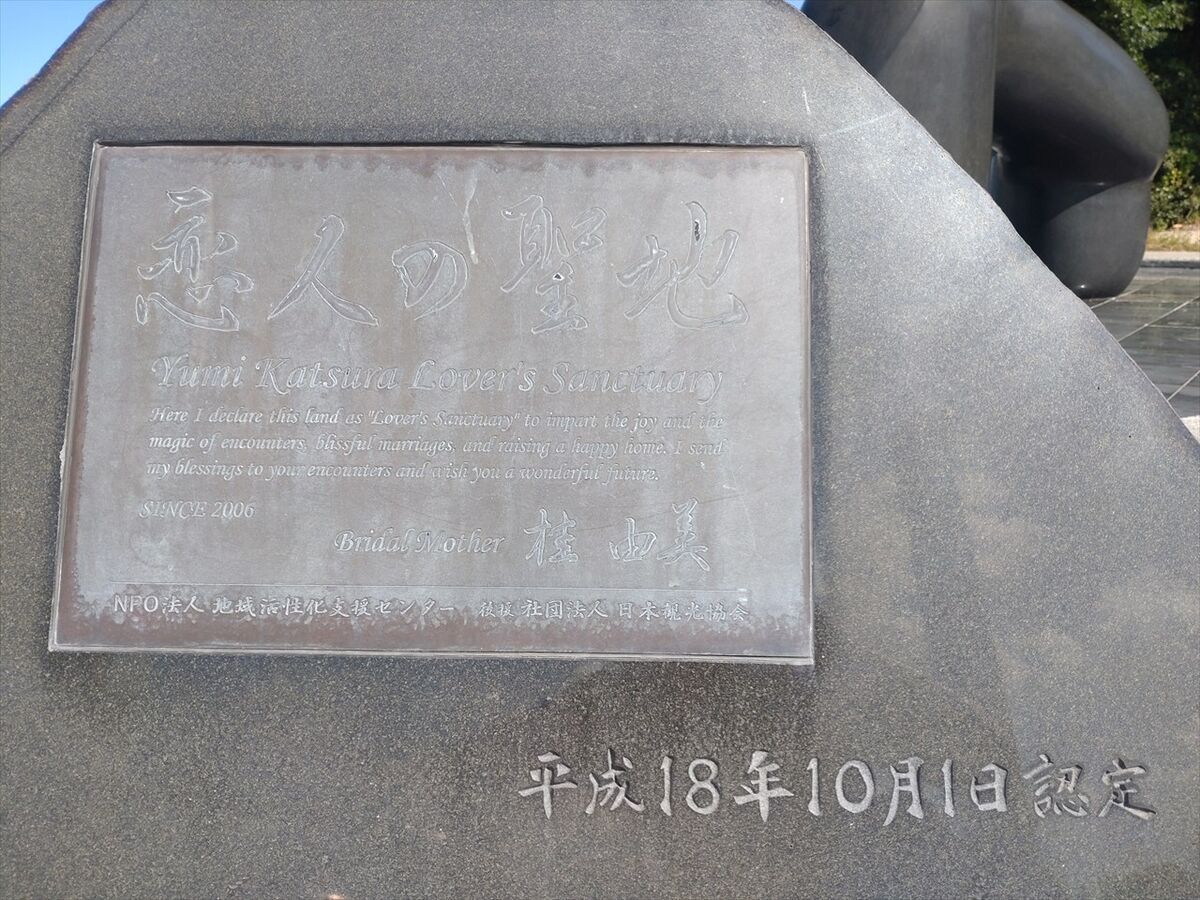 恋人の聖地
Yumi Katsura Lover's Sanctuary
Here I declare this land as "Lover's Sanctuary" to impart the joy and the
magic of encounters, blissful marriages, and raising a happy home. I send
my blessings to your encounters and wish you a wonderful future.
SINCE 2006
Bridal Mother 桂 由美
NPO法人 地域活性化支援センター 後援 社団法人 日本観光協会
平成18年10月1日認定